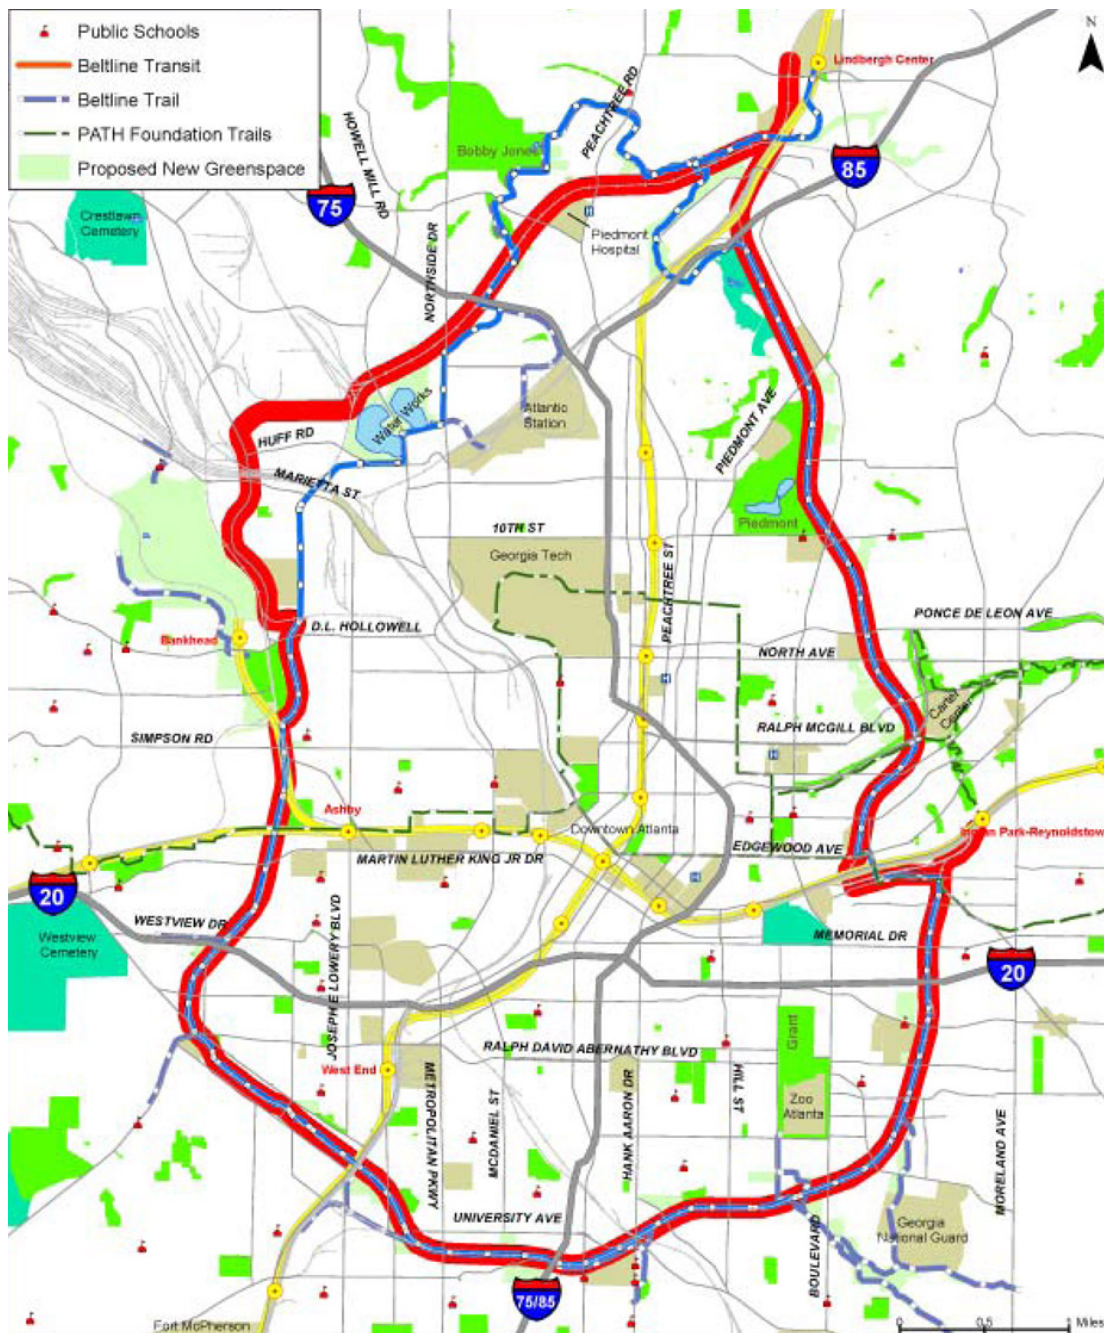 Public Schools
Beltline Transit
Beltline Trail
PATH Foundation Trails
Proposed New Greenspace
N
Lindbergh Center
HOWELL MILL RD
PEACHTREE RD
Bobby Jones
85
75
Crestlawn
Cemetery
Piedmont
Hospital
NORTHSIDE DR
Water Works
Atlantic
Station
PIEDMONT AVE
HUFF RD
MARIETTA ST
Piedmont
10TH ST
Georgia Tech
PEACHTREE ST
PONCE DE LEON AVE
D.L. HOLLOWELL
Bankhead
NORTH AVE
Carter
Center
RALPH MCGILL BLVD
SIMPSON RD
Ashby
Downtown Atlanta
EDGEWOOD AVE
MARTIN LUTHER KING JR DR
20
WESTVIEW DR
Westview
Cemetery
JOSEPH E LOWERY BLVD
MEMORIAL DR
20
RALPH DAVID ABERNATHY BLVD
Grant
West End
METROPOLITAN PKWY
MCDANIEL ST
HANK AARON DR
HILL ST
Zoo
Atlanta
MORELAND AVE
UNIVERSITY AVE
BOULEVARD
Georgia
National Guard
75/85
Fort McPherson
0 0.5 1 Miles